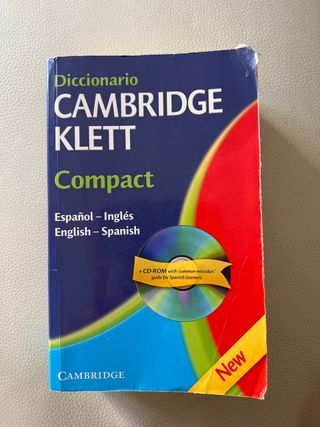 Diccionario
CAMBRIDGE
KLETT
Compact
Español – Inglés
English – Spanish
+ CD-ROM with 'common mistakes'
guide for Spanish learners
CAMBRIDGE
New